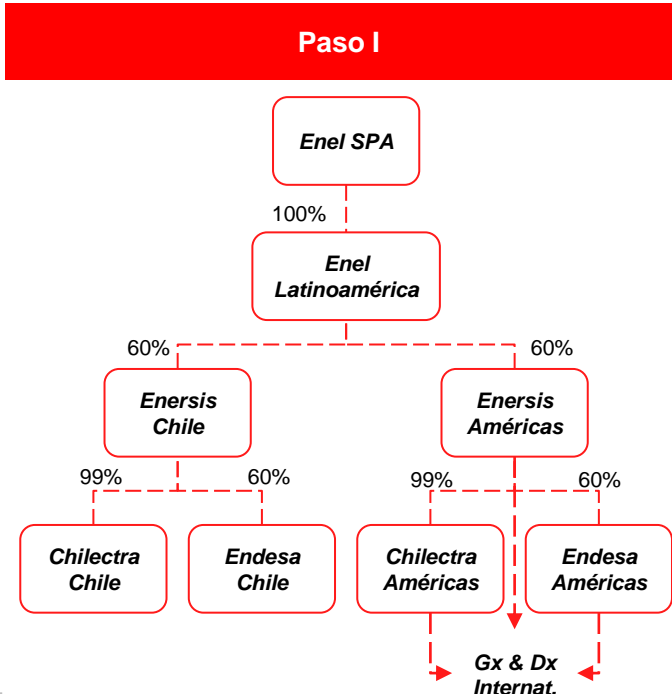 Paso I
Enel SPA
100%
Enel
Latinoamérica
60%
60%
Enersis
Chile
Enersis
Américas
99%
60%
99%
60%
Chilectra
Chile
Endesa
Chile
Chilectra
Américas
Endesa
Américas
Gx & Dx
Internat.